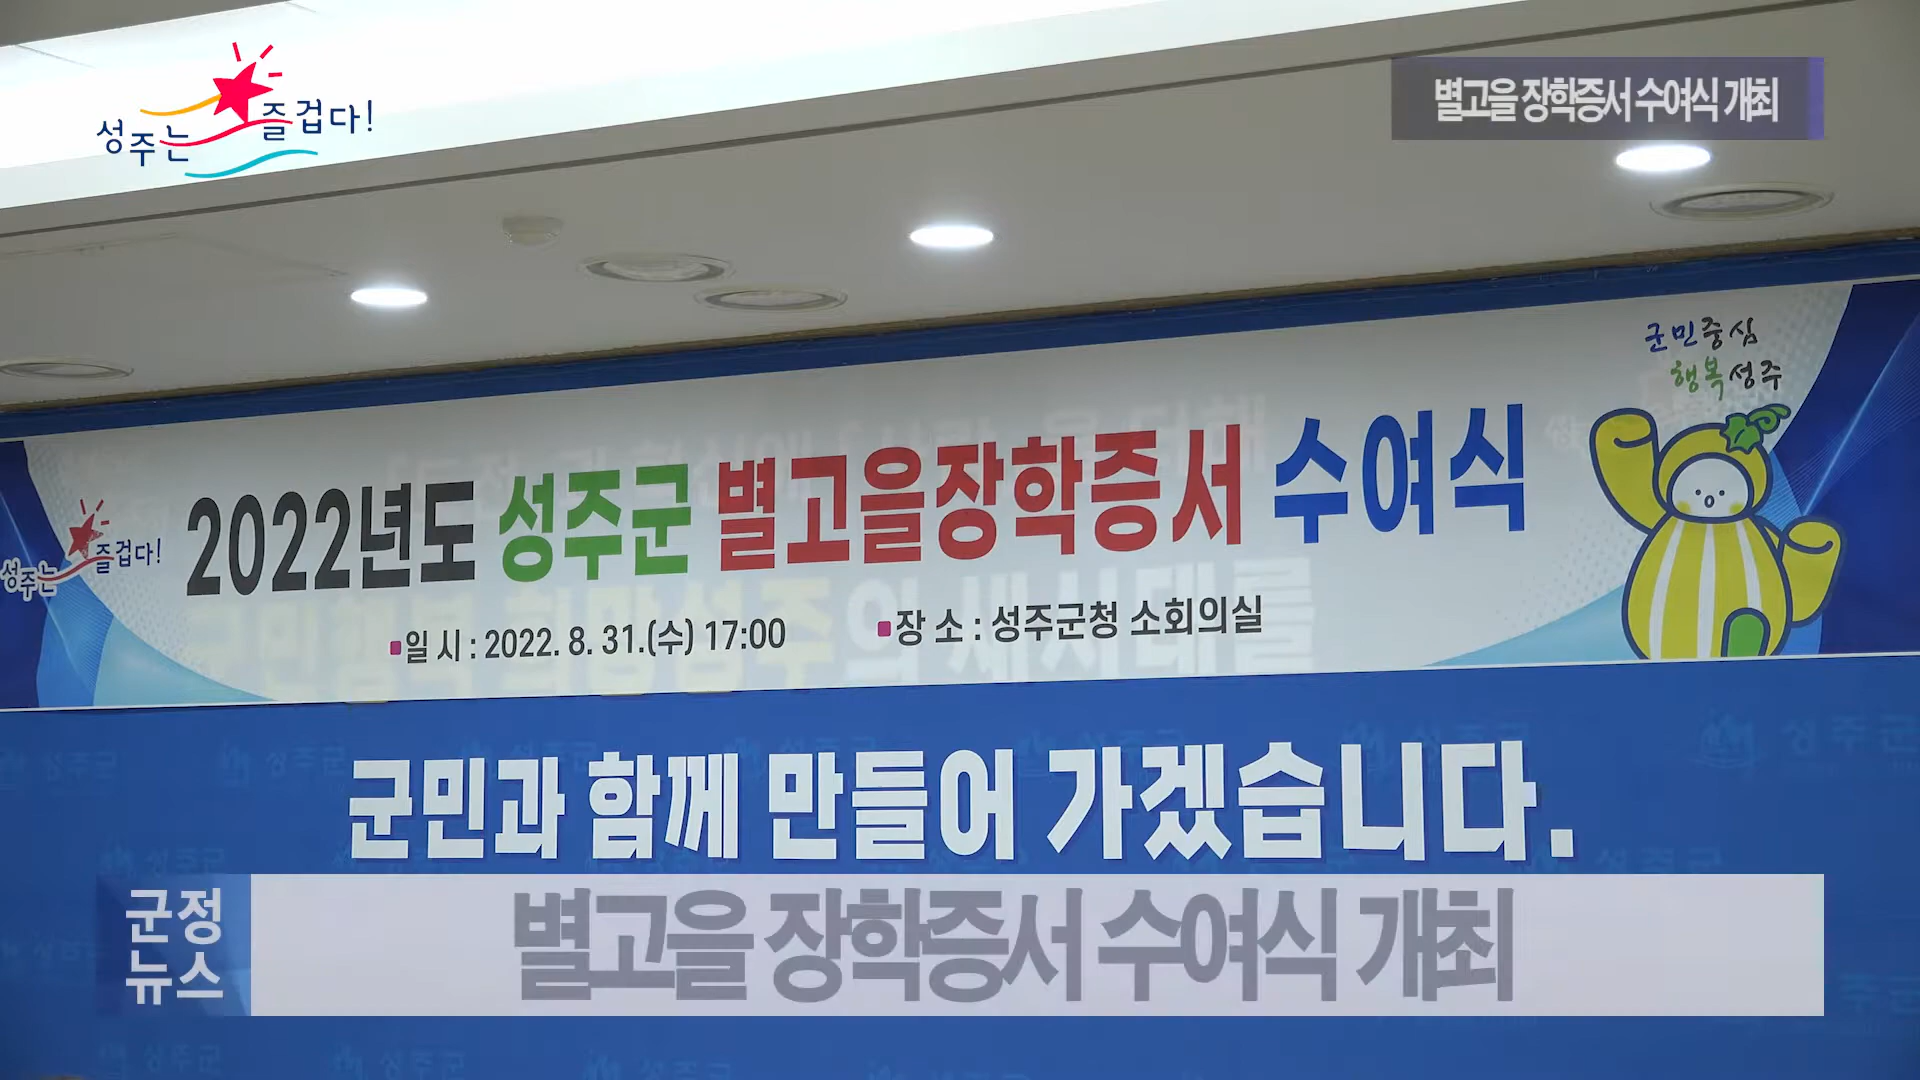 성주는 즐겁다!
별고을 장학증서 수여식 개최
군민중심
행복성주
2022년도 성주군 별고을장학증서 수여식
성주는 즐겁다!
일 시 : 2022. 8. 31.(수) 17:00
장 소 : 성주군청 소회의실
군민과 함께 만들어 가겠습니다.
군정
뉴스
별고을 장학증서 수여식 개최